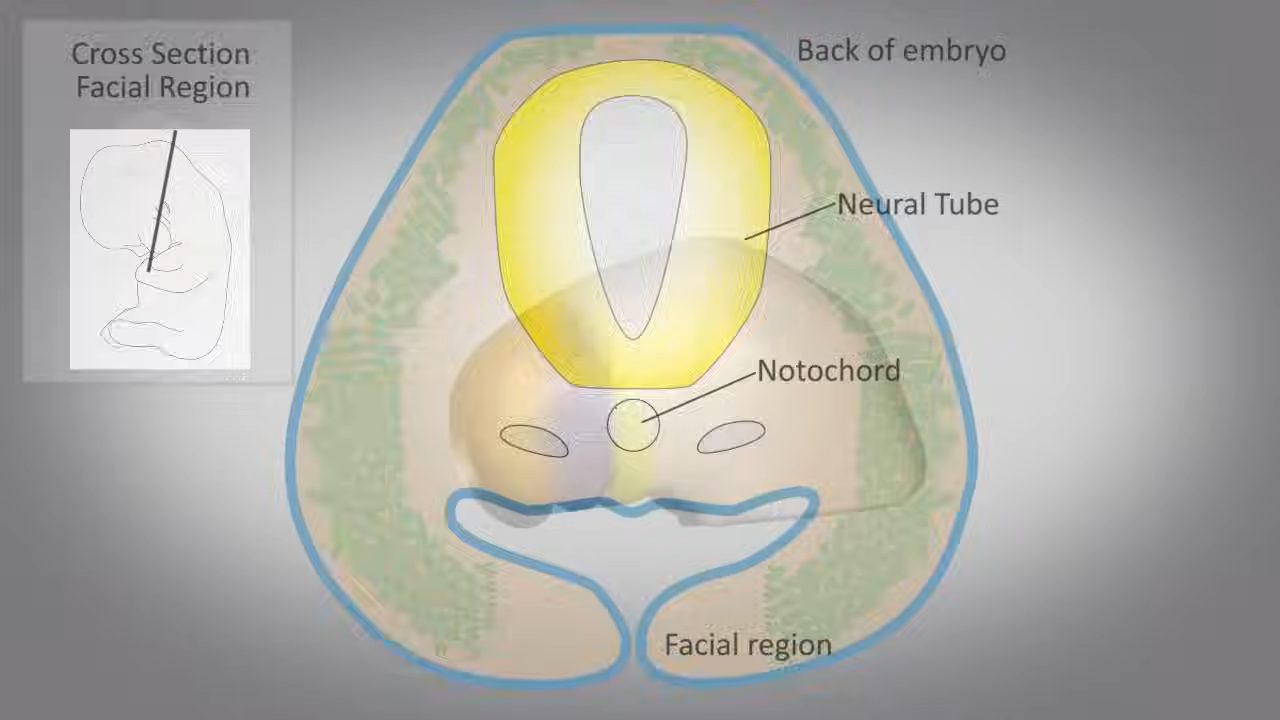 Cross Section
Facial Region
Back of embryo
Neural Tube
Notochord
Facial region